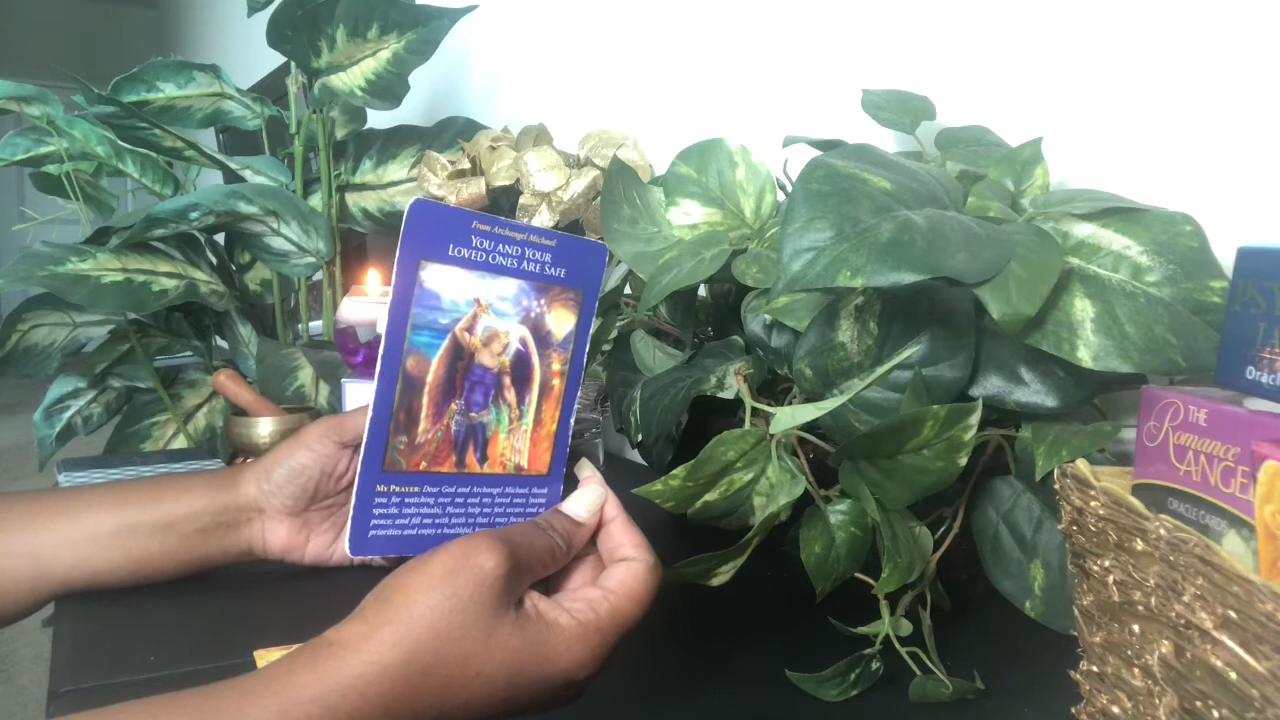 From Archangel Michael:
YOU AND YOUR
LOVED ONES ARE SAFE
MY PRAYER: Dear God and Archangel Michael, thank
you for watching over me and my loved ones [name
specific individuals]. Please help me feel secure and at
peace; and fill me with faith so that I may focus
priorities and enjoy a healthful,
Oracl
THE
Romance
ANGE
ORACLE CARDS